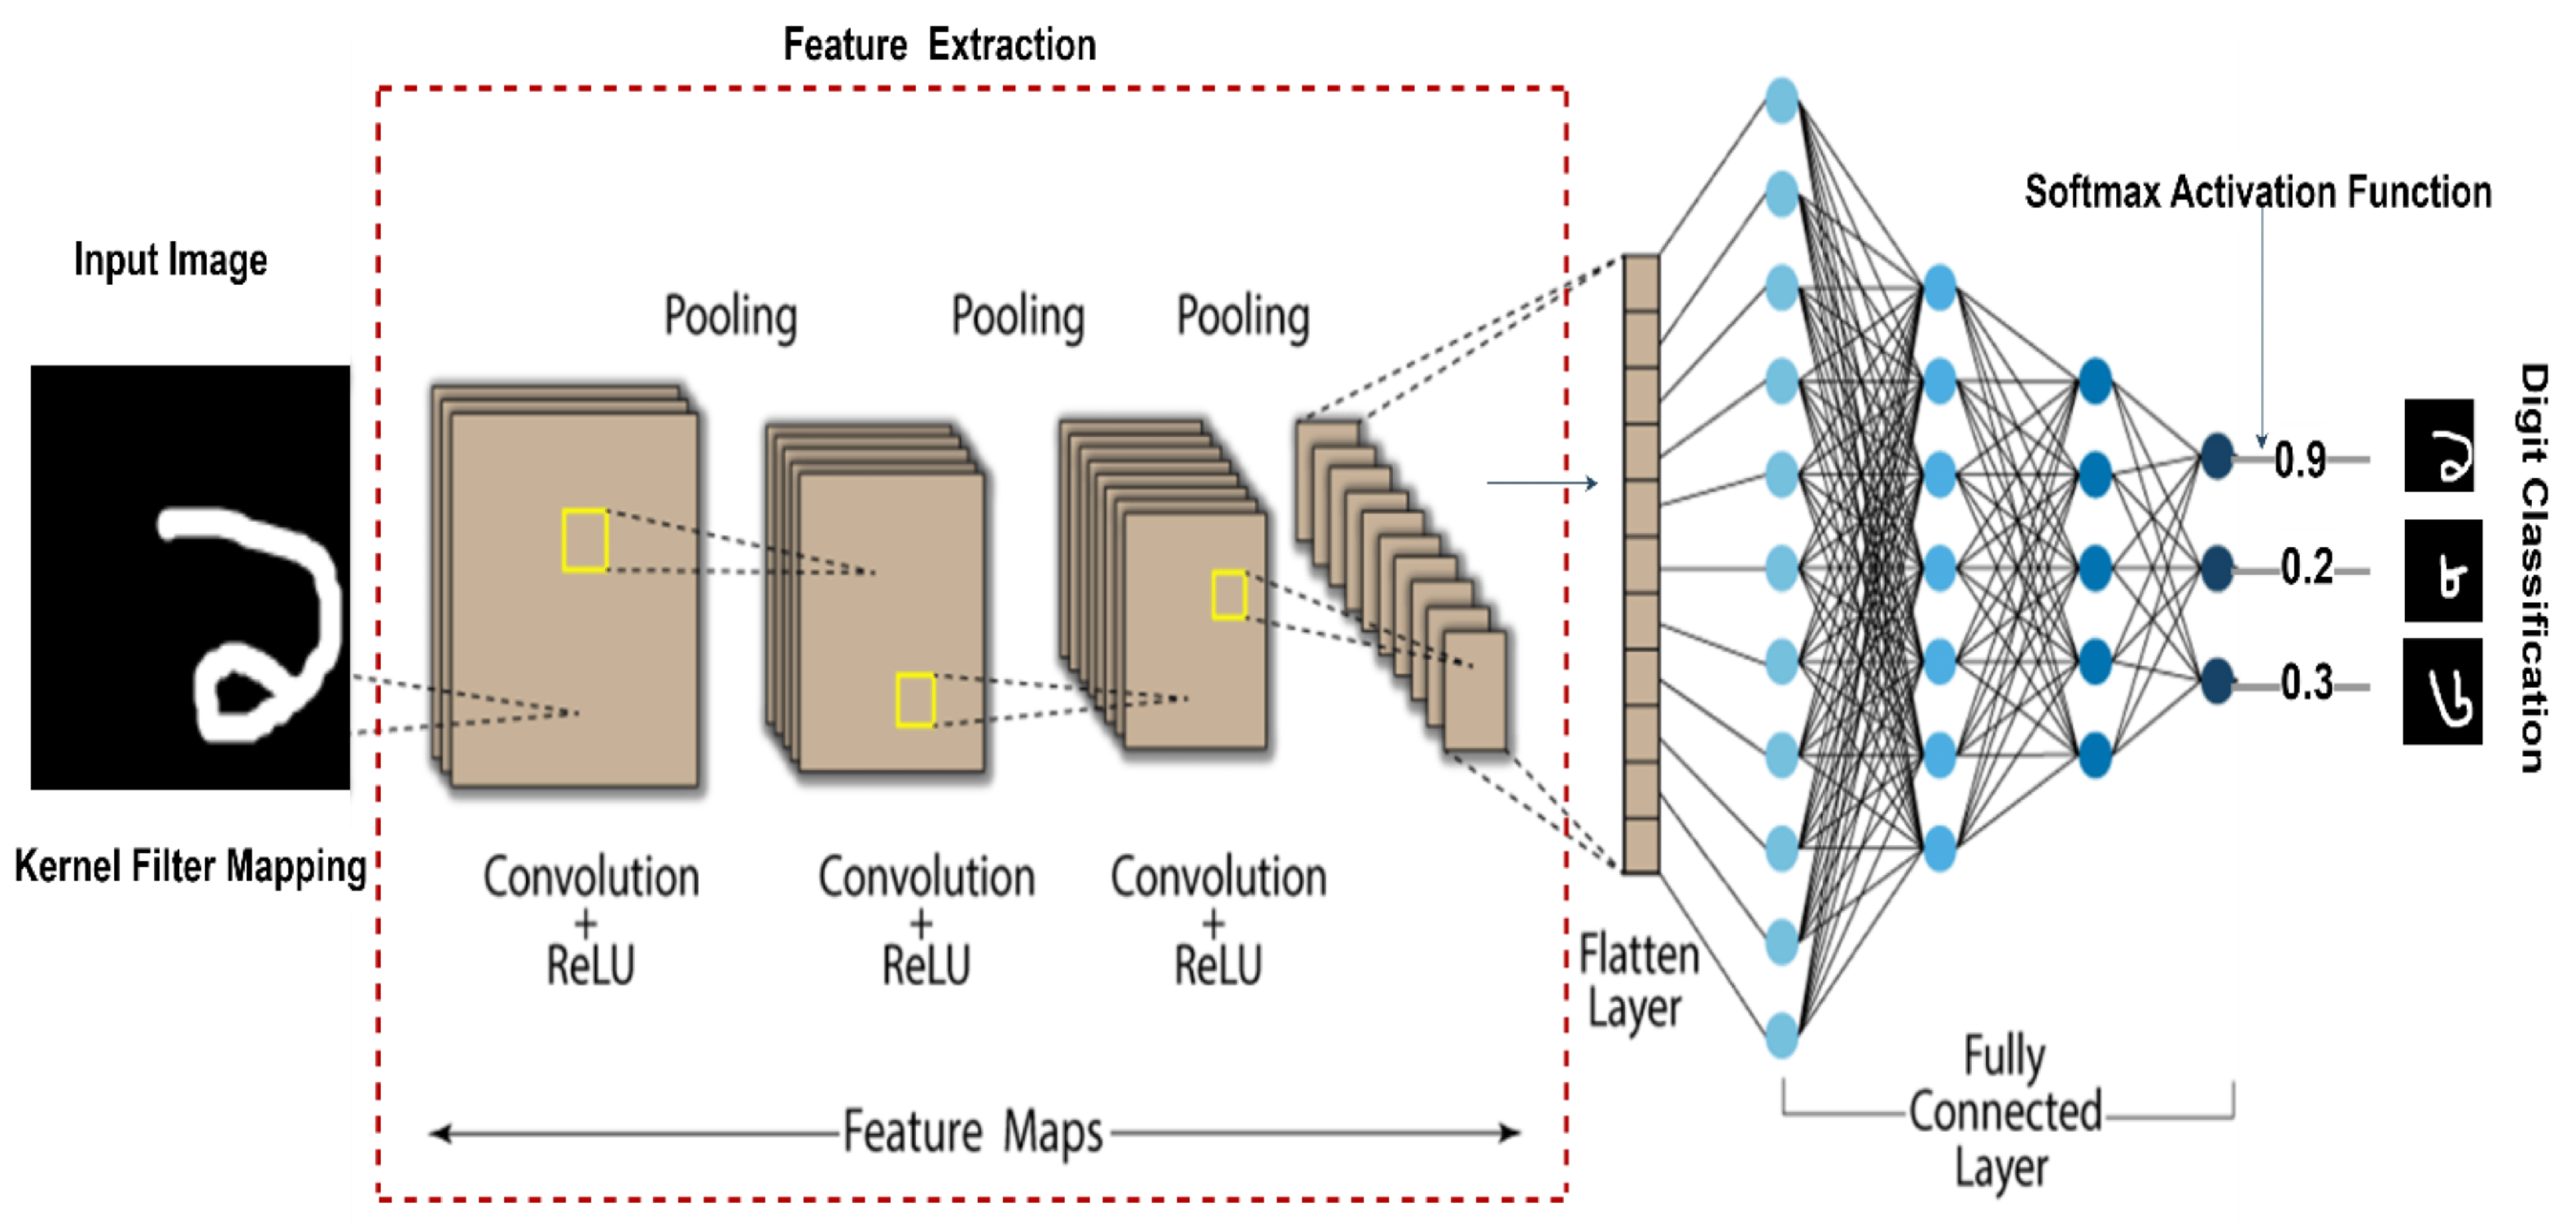 Feature Extraction
Input Image
Kernel Filter Mapping
Pooling
Pooling
Pooling
Convolution
+
ReLU
Convolution
+
ReLU
Convolution
+
ReLU
Feature Maps
Flatten
Layer
Fully
Connected
Layer
Softmax Activation Function
0.9
0.2
0.3
Digit Classification